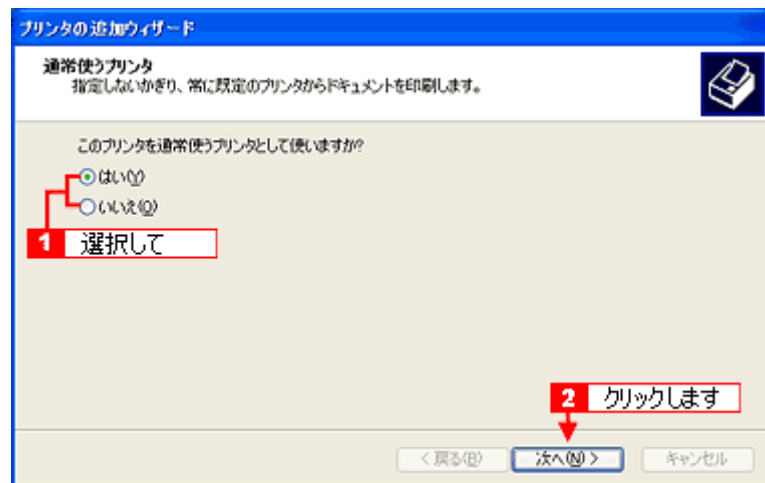 プリンタの追加ウィザード
通常使うプリンタ
指定しないかぎり、常に既定のプリンタからドキュメントを印刷します。
このプリンタを通常使うプリンタとして使いますか?
はい(Y)
いいえ(O)
1 選択して
2 クリックします
< 戻る(B) 次へ(N) > キャンセル